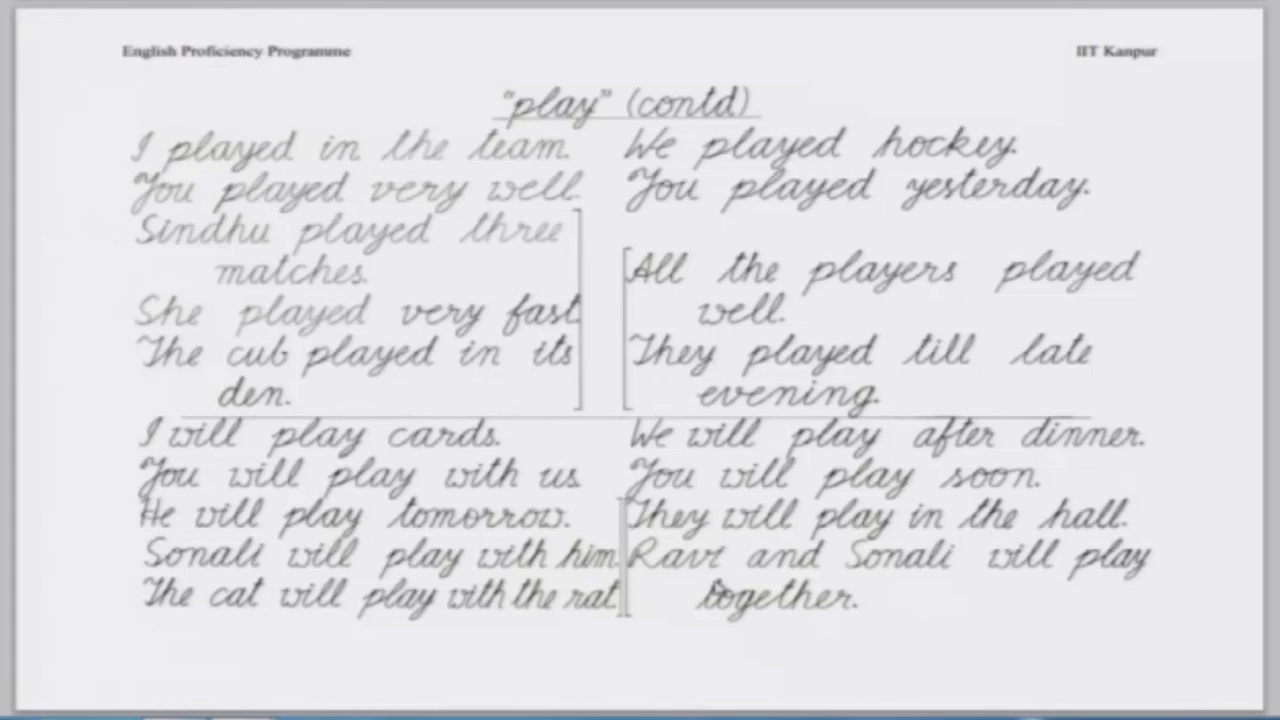 English Proficiency Programme
IIT Kanpur
"play" (contd)
I played in the team.
You played very well.
Sindhu played three
matches.
She played very fast.
The cub played in its
den.
We played hockey.
You played yesterday.
All the players played
well.
They played till late
evening.
I will play cards.
You will play with us.
He will play tomorrow.
Sonali will play with him.
The cat will play with the rat.
We will play after dinner.
You will play soon.
They will play in the hall.
Ravi and Sonali will play
together.